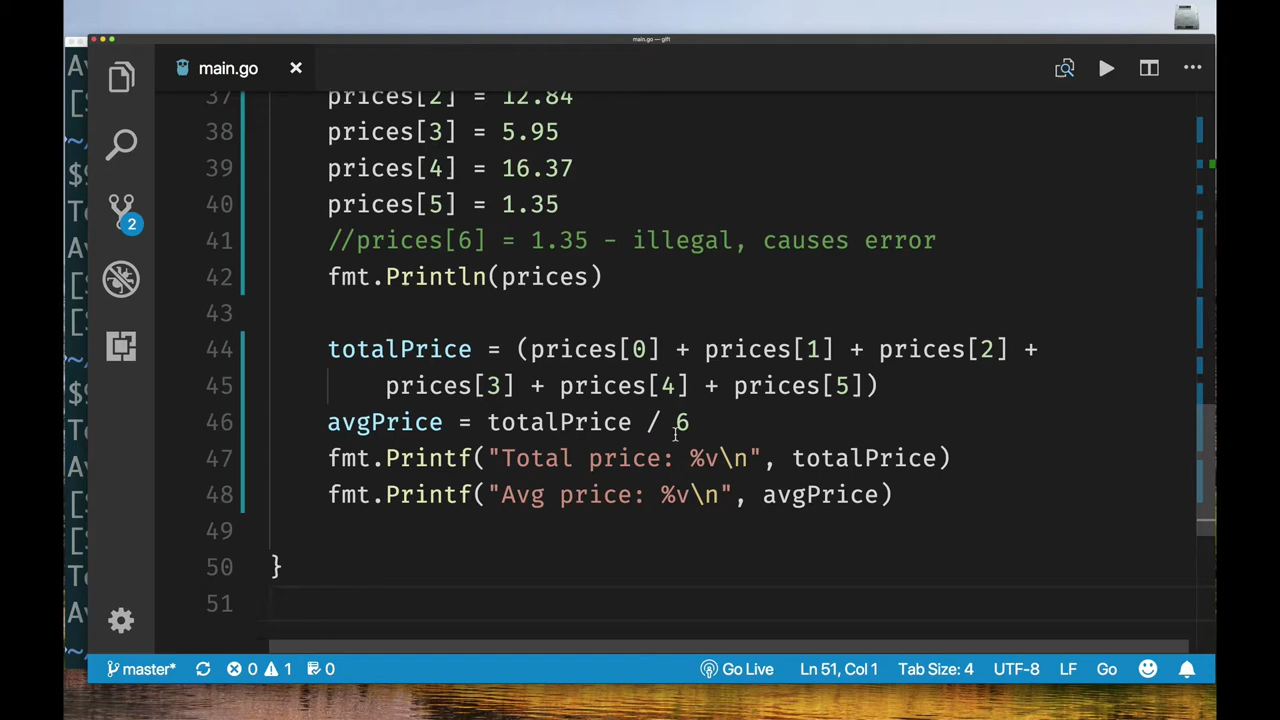 main.go — gift
main.go
37 prices[2] = 12.84
38 prices[3] = 5.95
39 prices[4] = 16.37
40 prices[5] = 1.35
41 //prices[6] = 1.35 - illegal, causes error
42 fmt.Println(prices)
43
44 totalPrice = (prices[0] + prices[1] + prices[2] +
45 prices[3] + prices[4] + prices[5])
46 avgPrice = totalPrice / 6
47 fmt.Printf("Total price: %v\n", totalPrice)
48 fmt.Printf("Avg price: %v\n", avgPrice)
49
50 }
51
2
master* 0 1 0 Go Live Ln 51, Col 1 Tab Size: 4 UTF-8 LF Go